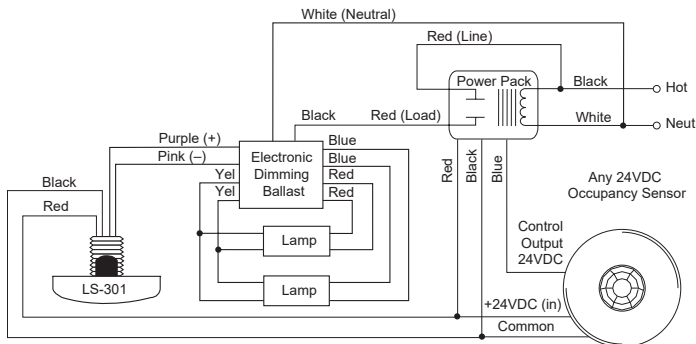 White (Neutral)
Red (Line)
Power Pack
Black
Hot
Black
Red (Load)
White
Neut
Purple (+)
Pink (–)
Electronic
Dimming
Ballast
Blue
Blue
Red
Red
Yel
Yel
Black
Red
Red
Black
Blue
Any 24VDC
Occupancy Sensor
Lamp
Control
Output
24VDC
LS-301
Lamp
+24VDC (in)
Common